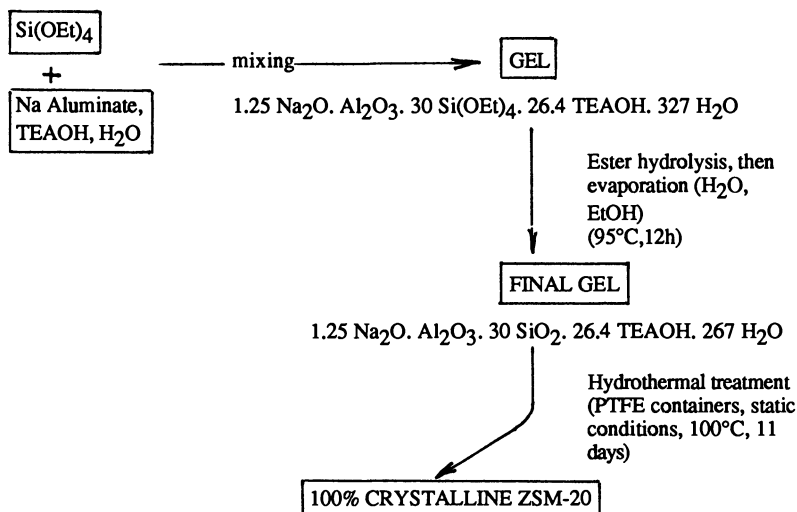 Si(OEt)4
+
Na Aluminate,
TEAOH, H2O
mixing
GEL
1.25 Na2O. Al2O3. 30 Si(OEt)4. 26.4 TEAOH. 327 H2O
Ester hydrolysis, then
evaporation (H2O,
EtOH)
(95°C,12h)
FINAL GEL
1.25 Na2O. Al2O3. 30 SiO2. 26.4 TEAOH. 267 H2O
Hydrothermal treatment
(PTFE containers, static
conditions, 100°C, 11
days)
100% CRYSTALLINE ZSM-20